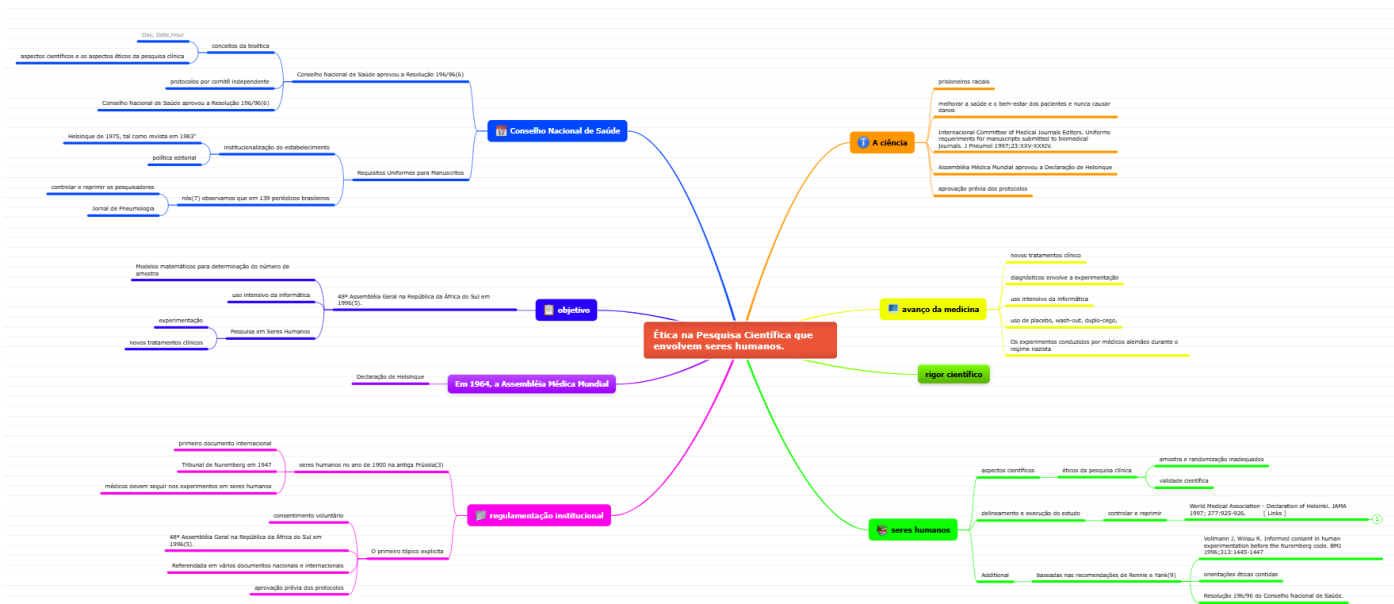 Day, Date,Hour
conceitos da bioética
aspectos científicos e os aspectos éticos da pesquisa clínica
Conselho Nacional de Saúde aprovou a Resolução 196/96(6)
protocolos por comitê independente
Conselho Nacional de Saúde aprovou a Resolução 196/96(6)
Conselho Nacional de Saúde
Helsinque de 1975, tal como revista em 1983"
institucionalização do estabelecimento
política editorial
Requisitos Uniformes para Manuscritos
controlar e reprimir os pesquisadores
nós(7) observamos que em 139 periódicos brasileiros
Jornal de Pneumologia
Modelos matemáticos para determinação do número de
amostra
uso intensivo da informática
48ª Assembléia Geral na República da África do Sul em
1996(5).
objetivo
experimentação
Pesquisa em Seres Humanos
novos tratamentos clínicos
Declaração de Helsinque
Em 1964, a Assembléia Médica Mundial
primeiro documento internacional
Tribunal de Nuremberg em 1947
seres humanos no ano de 1900 na antiga Prússia(3)
médicos devem seguir nos experimentos em seres humanos
regulamentação institucional
consentimento voluntário
48ª Assembléia Geral na República da África do Sul em
1996(5).
O primeiro tópico explicita
Referendada em vários documentos nacionais e internacionais
aprovação prévia dos protocolos
Ética na Pesquisa Científica que
envolvem seres humanos.
A ciência
prisioneiros raciais
melhorar a saúde e o bem-estar dos pacientes e nunca causar
danos
Internacional Committee of Medical Journals Editors. Uniforms
requeriments for manuscripts submitted to biomedical
journals. J Pneumol 1997;23:XXV-XXXIV.
Assembléia Médica Mundial aprovou a Declaração de Helsinque
aprovação prévia dos protocolos
avanço da medicina
novos tratamentos clínico
diagnósticos envolve a experimentação
uso intensivo da informática
uso de placebo, wash-out, duplo-cego,
Os experimentos conduzidos por médicos alemães durante o
regime nazista
rigor científico
seres humanos
aspectos científicos
éticos da pesquisa clínica
amostra e randomização inadequados
validade científica
delineamento e execução do estudo
controlar e reprimir
World Medical Association - Declaration of Helsinki. JAMA
1997; 277:925-926. [ Links ]
1
Additional
baseadas nas recomendações de Rennie e Yank(9)
Vollmann J, Winau R. Informed consent in human
experimentation before the Nuremberg code. BMJ
1996;313:1445-1447
orientações éticas contidas
Resolução 196/96 do Conselho Nacional de Saúde.